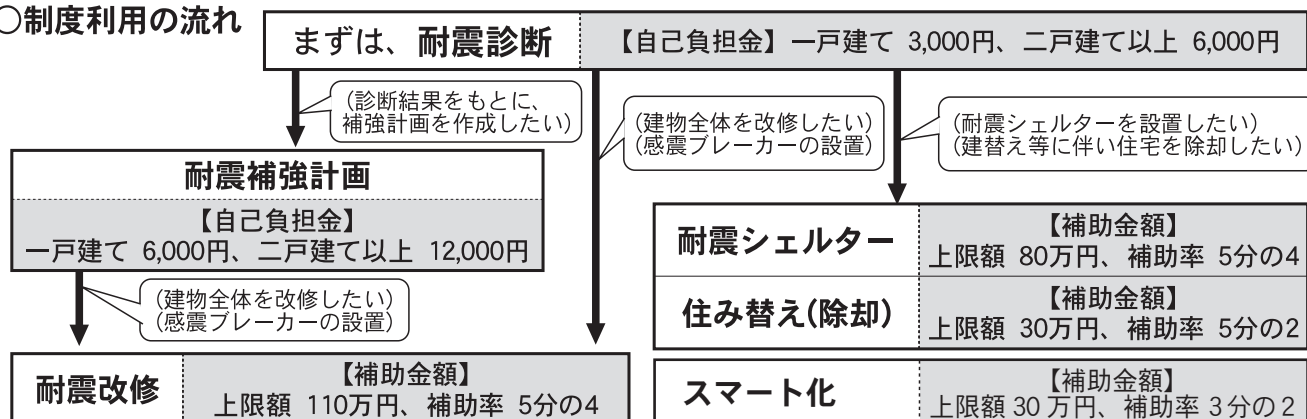 ○制度利用の流れ
まずは、耐震診断
【自己負担金】一戸建て 3,000円、二戸建て以上 6,000円
(診断結果をもとに、
補強計画を作成したい)
(建物全体を改修したい)
(感震ブレーカーの設置)
(耐震シェルターを設置したい)
(建替え等に伴い住宅を除却したい)
耐震補強計画
【自己負担金】
一戸建て 6,000円、二戸建て以上 12,000円
(建物全体を改修したい)
(感震ブレーカーの設置)
耐震シェルター
【補助金額】
上限額 80万円、補助率 5分の4
住み替え(除却)
【補助金額】
上限額 30万円、補助率 5分の2
耐震改修
【補助金額】
上限額 110万円、補助率 5分の4
スマート化
【補助金額】
上限額 30 万円、補助率 3分の2